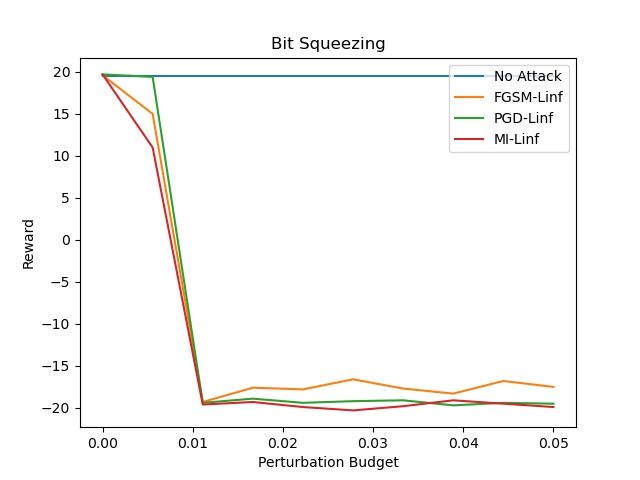 Bit Squeezing
No Attack
FGSM-Linf
PGD-Linf
MI-Linf
20
15
10
5
0
−5
−10
−15
−20
Reward
0.00 0.01 0.02 0.03 0.04 0.05
Perturbation Budget